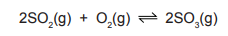 2SO₂(g) + O₂(g) ⇌ 2SO₃(g)